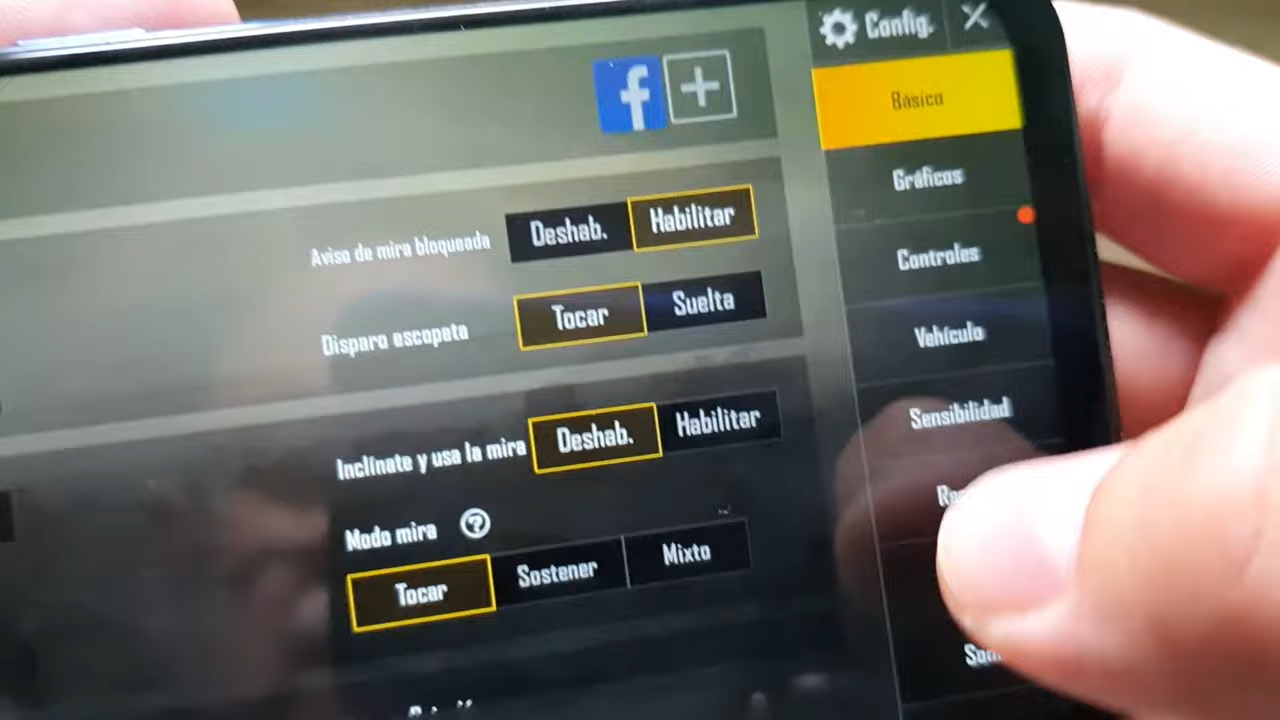 Config.
Básico
Gráficos
Controles
Vehículo
Sensibilidad
Aviso de mira bloqueada
Deshab.
Habilitar
Disparo escopeta
Tocar
Suelta
Inclínate y usa la mira
Deshab.
Habilitar
Modo mira
Tocar
Sostener
Mixto